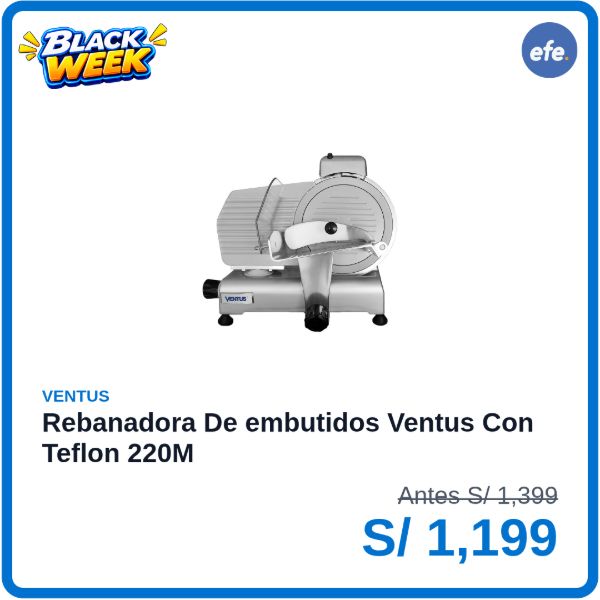 BLACK
WEEK
efe.
VENTUS
VENTUS
Rebanadora De embutidos Ventus Con
Teflon 220M
Antes S/ 1,399
S/ 1,199